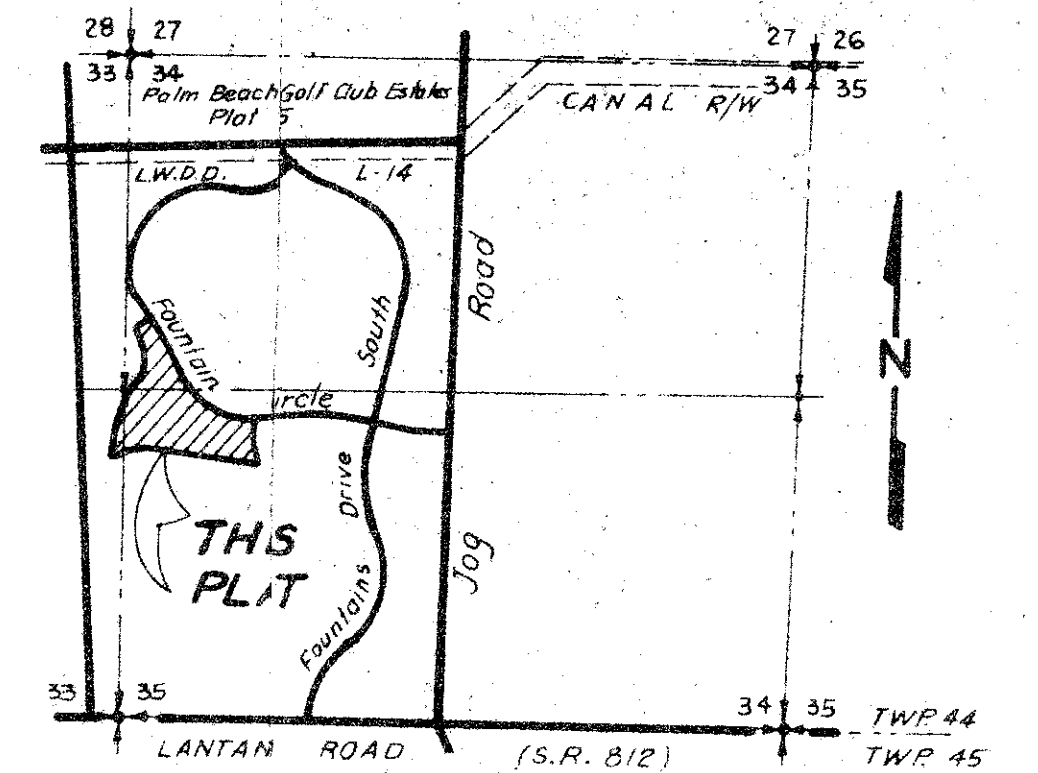 28 27
27 26
33 34
34 35
Palm Beach Golf Club Estates
Plat 5
CANAL R/W
L.W.D.D. L-14
Road
South
Fountain
ircle
N
Drive
THIS
PLAT
Jog
Fountains
33 35
34 35
TWP. 44
LANTAN ROAD (S.R. 812)
TWP. 45